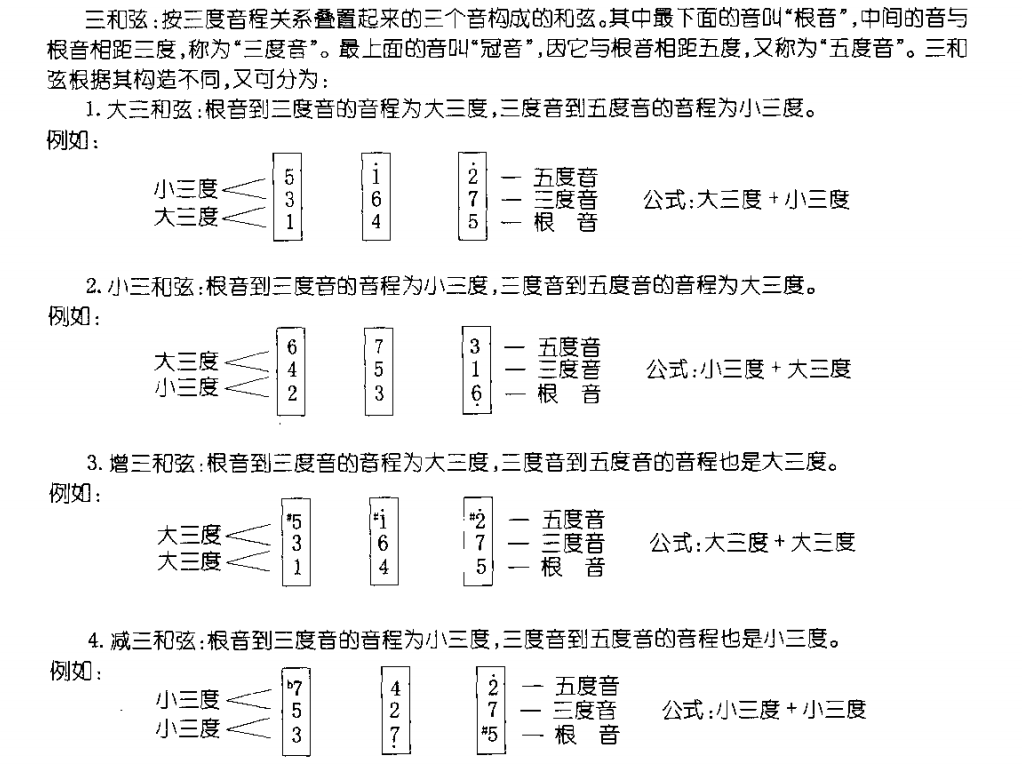 三和弦:按三度音程关系叠置起来的三个音构成的和弦。其中最下面的音叫“根音”,中间的音与
根音相距三度,称为“三度音”。最上面的音叫“冠音”,因它与根音相距五度,又称为“五度音”。三和
弦根据其构造不同,又可分为:
1. 大三和弦:根音到三度音的音程为大三度,三度音到五度音的音程为小三度。
例如:
5 i 2̇ — 五度音
小三度 3 6 7 — 三度音 公式:大三度 + 小三度
大三度 1 4 5 — 根 音
2. 小三和弦:根音到三度音的音程为小三度,三度音到五度音的音程为大三度。
例如:
6 7 3 — 五度音
大三度 4 5 1 — 三度音 公式:小三度 + 大三度
小三度 2 3 6̣ — 根 音
3. 增三和弦:根音到三度音的音程为大三度,三度音到五度音的音程也是大三度。
例如:
#5 #i #2̇ — 五度音
大三度 3 6 7 — 三度音 公式:大三度 + 大三度
大三度 1 4 5 — 根 音
4. 减三和弦:根音到三度音的音程为小三度,三度音到五度音的音程也是小三度。
例如:
b7 4 2̇ — 五度音
小三度 5 2 7 — 三度音 公式:小三度 + 小三度
小三度 3 7̣ #5 — 根 音